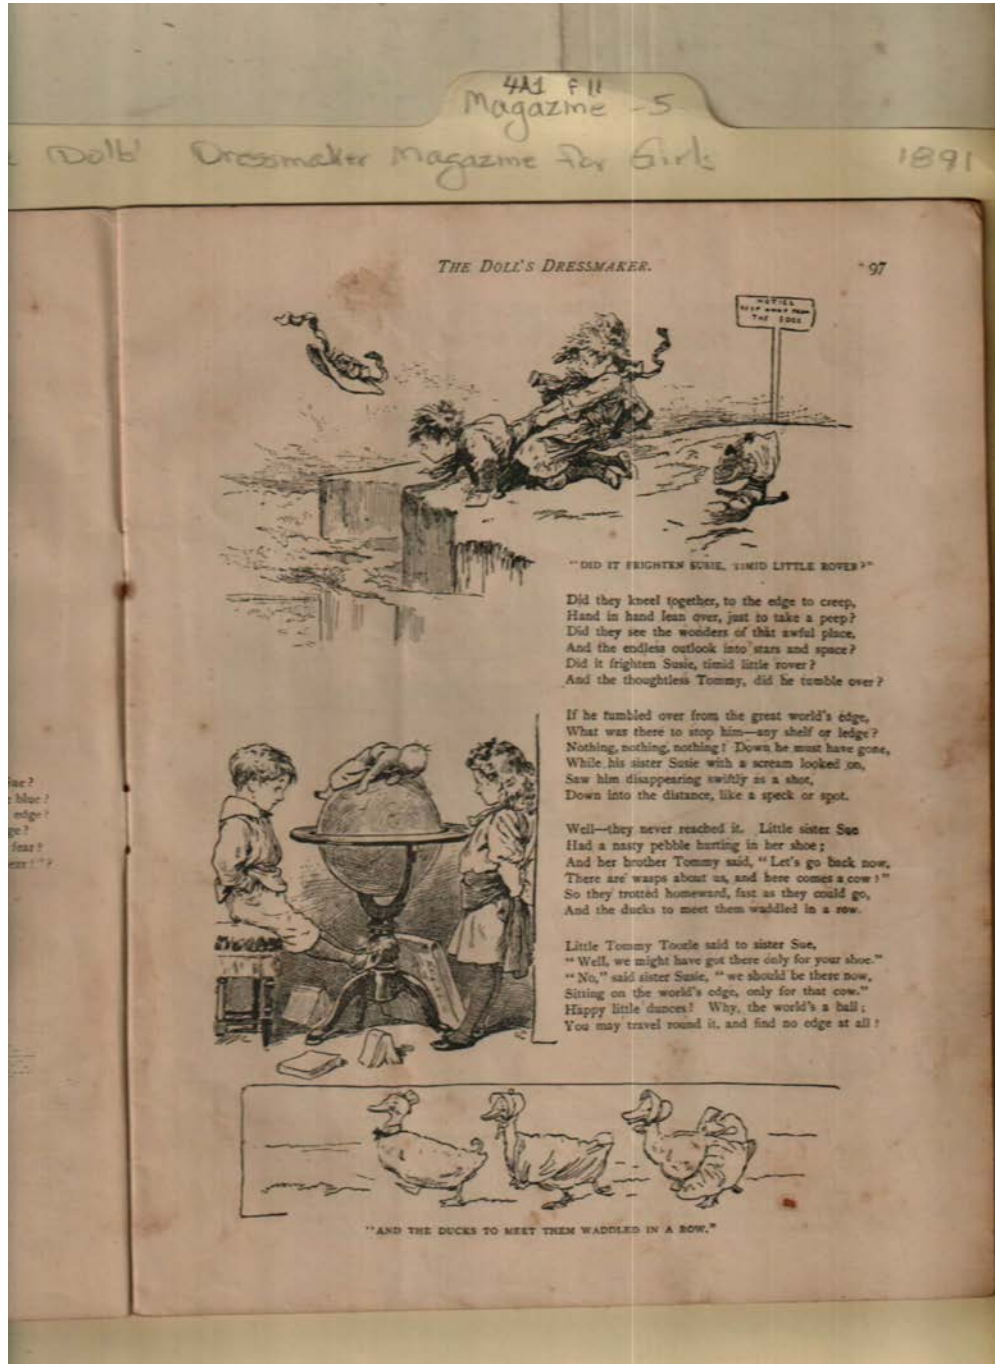 4A1 F11
Magazine - 5
Dolls' Dressmaker Magazine for Girls 1891
THE DOLL'S DRESSMAKER.
97
NOTICE
KEEP AWAY FROM
THE EDGE
"DID IT FRIGHTEN SUSIE, TIMID LITTLE ROVER?"
Did they kneel together, to the edge to creep,
Hand in hand lean over, just to take a peep?
Did they see the wonders of that awful place,
And the endless outlook into stars and space?
Did it frighten Susie, timid little rover?
And the thoughtless Tommy, did he tumble over?
If he tumbled over from the great world's edge,
What was there to stop him—any shelf or ledge?
Nothing, nothing, nothing! Down he must have gone,
While his sister Susie with a scream looked on,
Saw him disappearing swiftly as a shot,
Down into the distance, like a speck or spot.
Well—they never reached it. Little sister Sue
Had a nasty pebble hurting in her shoe;
And her brother Tommy said, "Let's go back now,
There are wasps about us, and here comes a cow!"
So they trotted homeward, fast as they could go,
And the ducks to meet them waddled in a row.
Little Tommy Toozle said to sister Sue,
"Well, we might have got there only for your shoe."
"No," said sister Susie, "we should be there now,
Sitting on the world's edge, only for that cow."
Happy little dunces! Why, the world's a ball;
You may travel round it, and find no edge at all!
blue?
edge?
fear?
"AND THE DUCKS TO MEET THEM WADDLED IN A ROW."